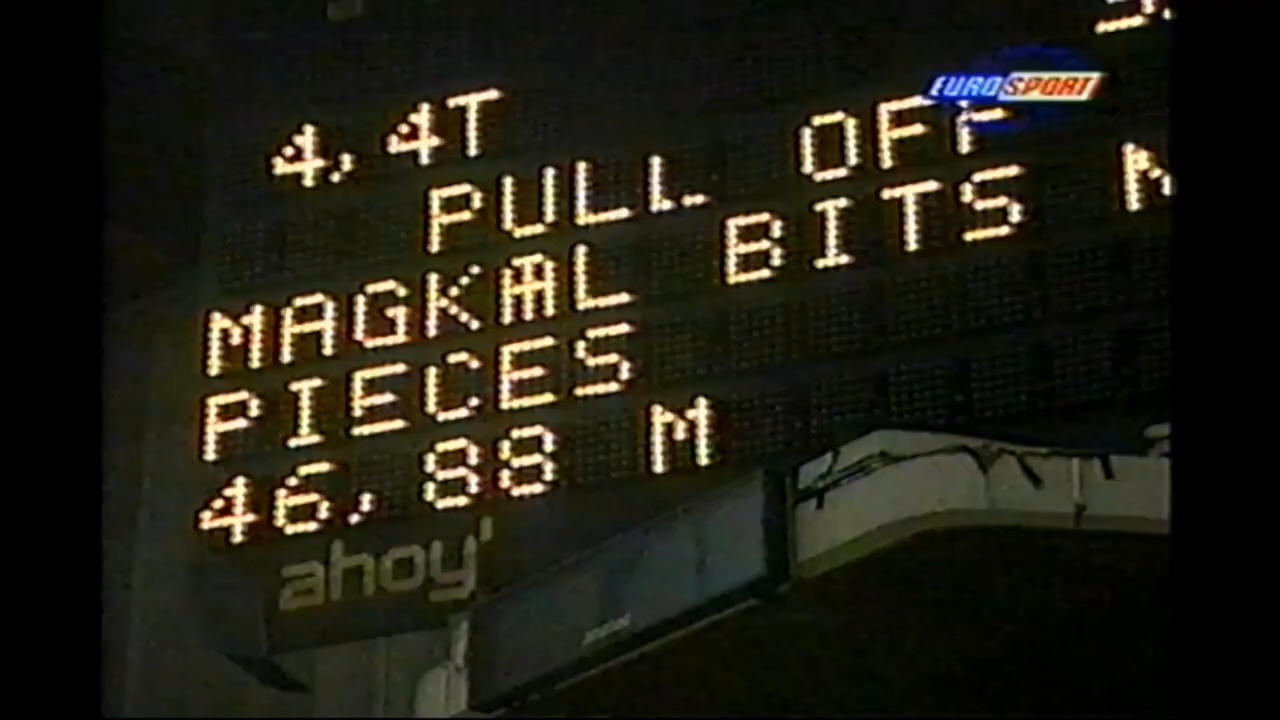 EUROSPORT
4,4T
PULL OFF
MAGKAL BITS
PIECES
46,88 M
ahoy'